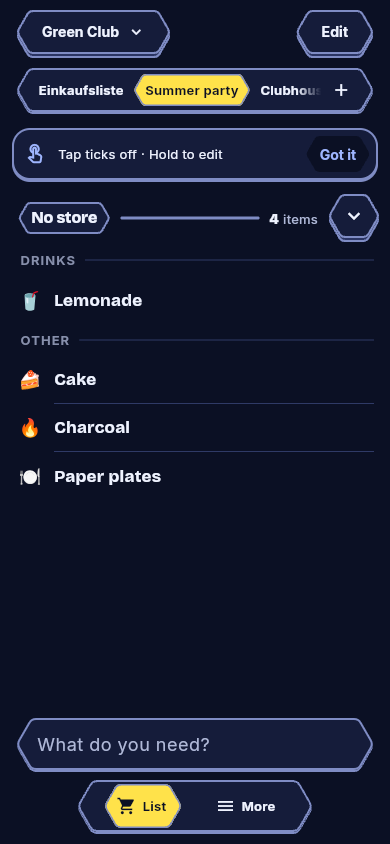 Green Club
Edit
Einkaufsliste
Summer party
Clubhous
Tap ticks off · Hold to edit
Got it
No store
4 items
DRINKS
Lemonade
OTHER
Cake
Charcoal
Paper plates
What do you need?
List
More